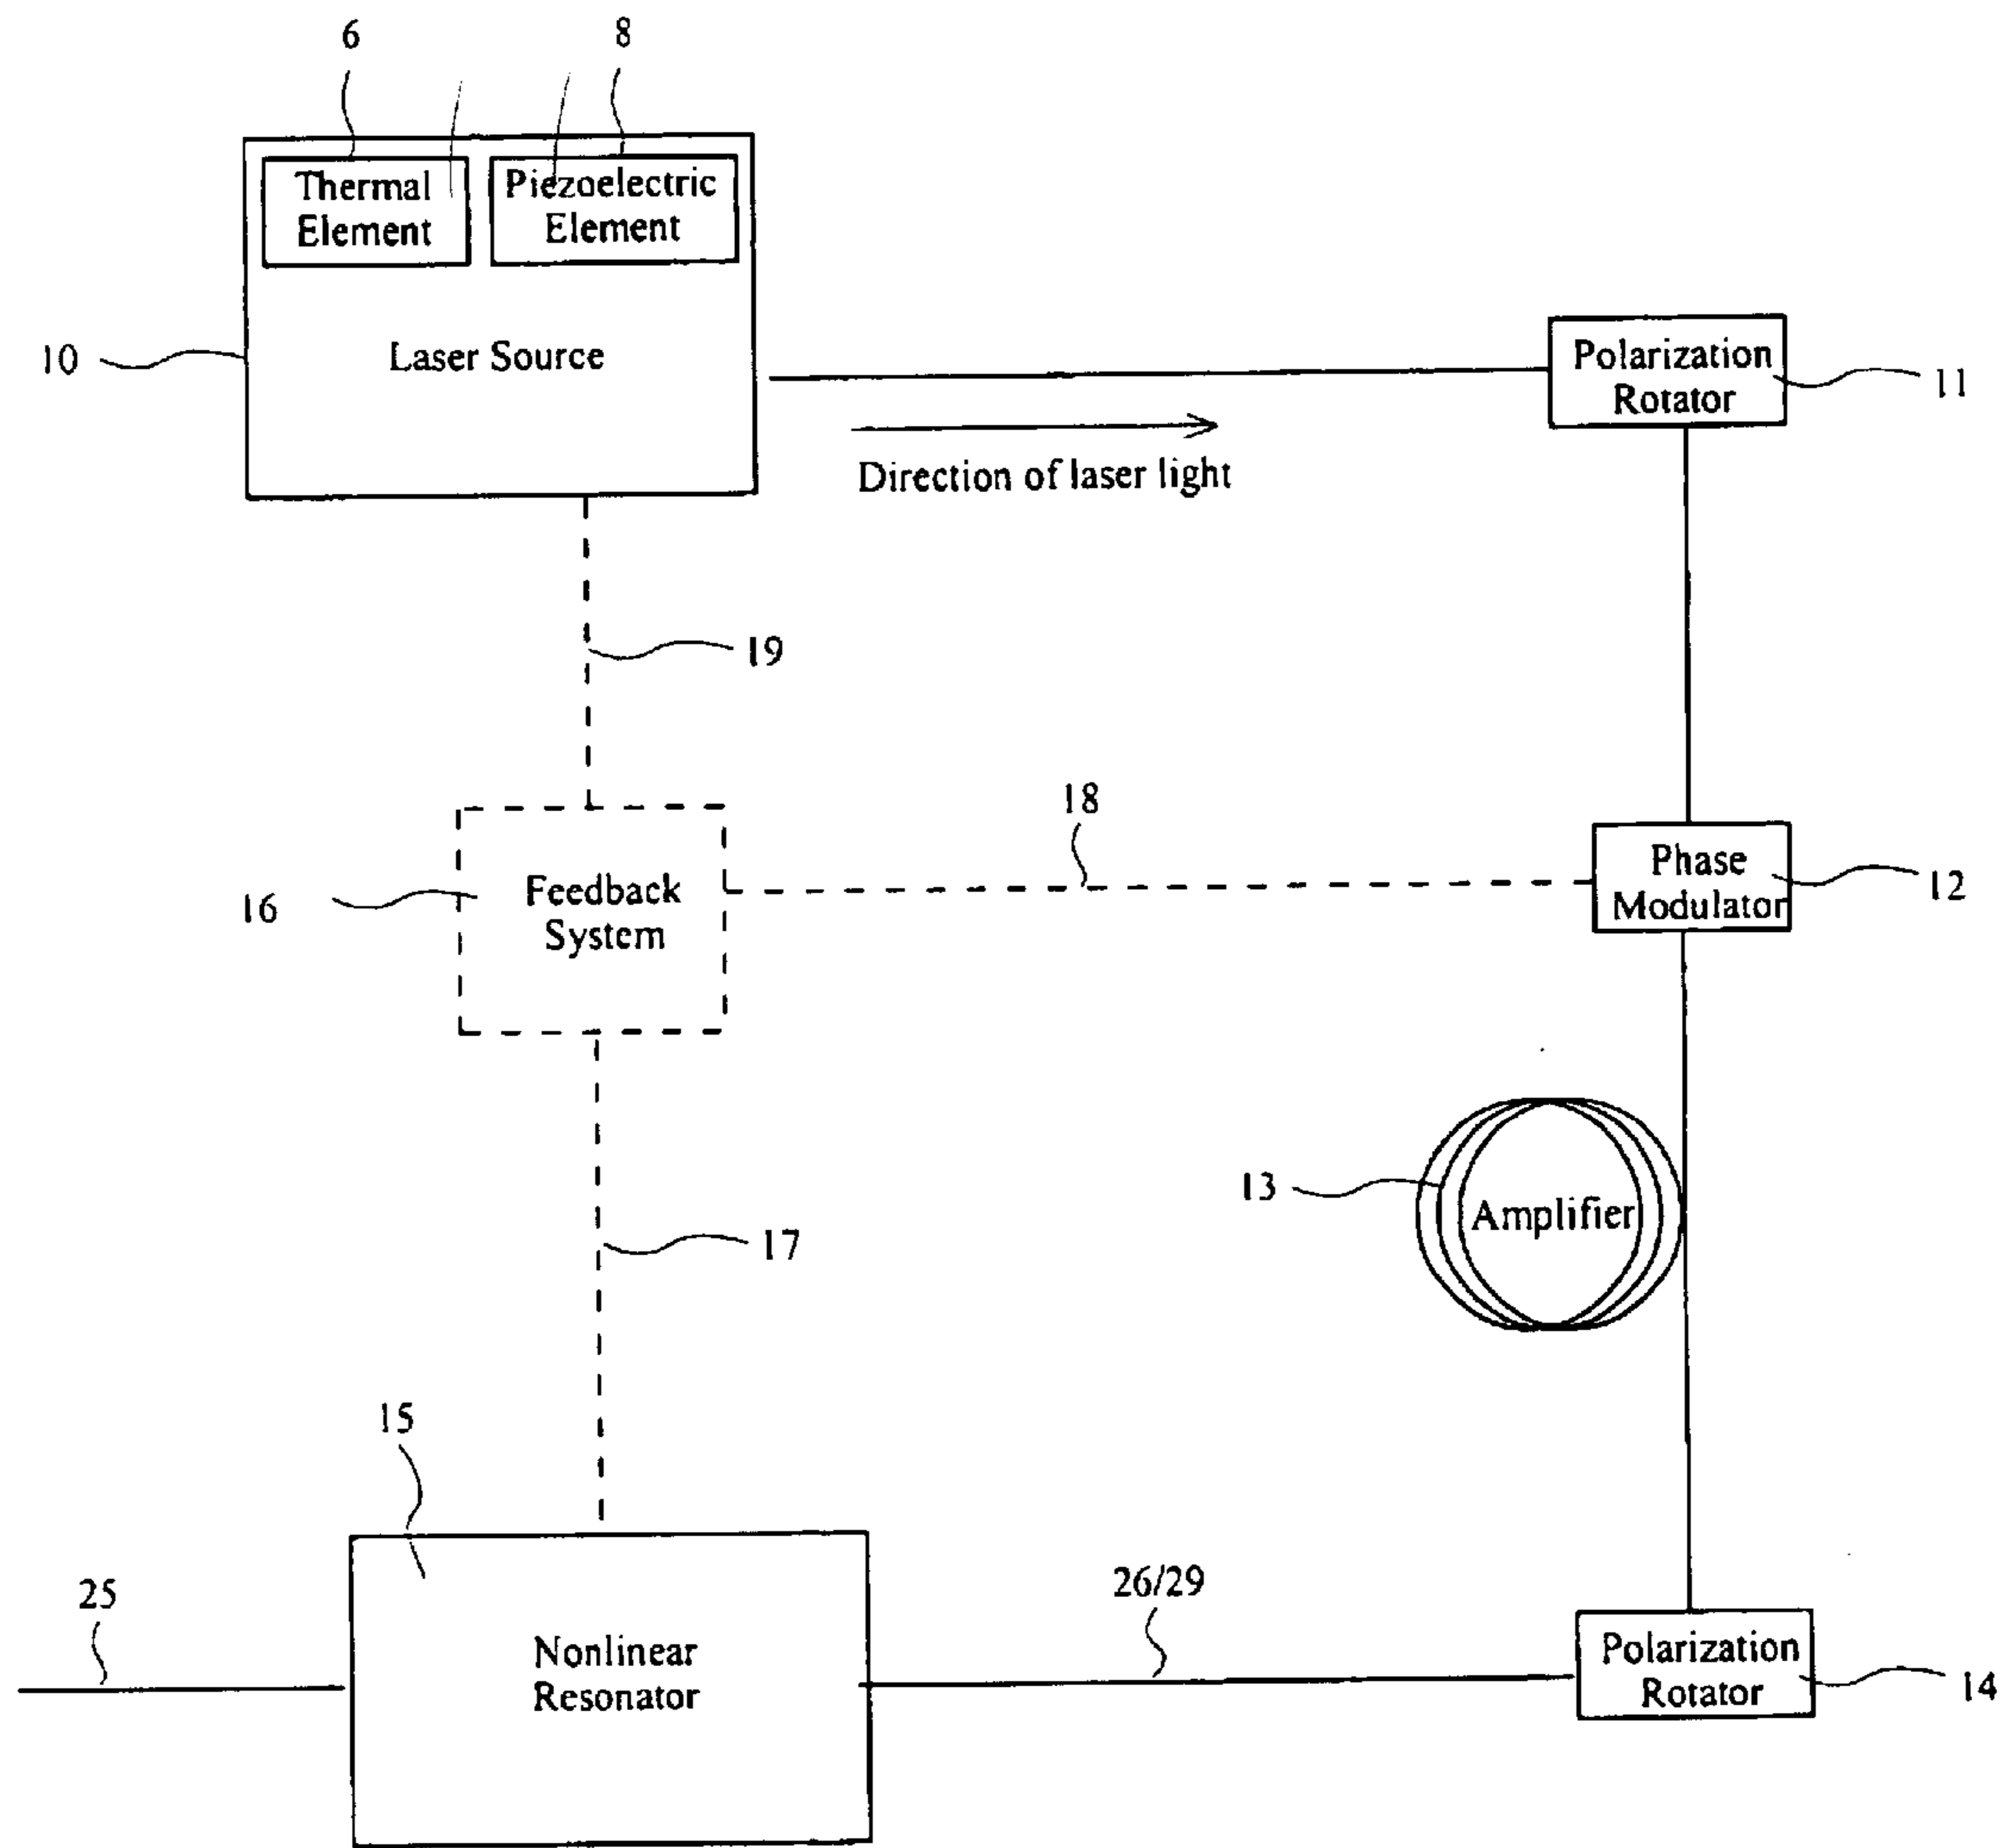 6
8
Thermal
Element
Piezoelectric
Element
10
Laser Source
Polarization
Rotator
11
Direction of laser light
19
18
16
Feedback
System
Phase
Modulator
12
13
Amplifier
17
15
25
Nonlinear
Resonator
26/29
Polarization
Rotator
14